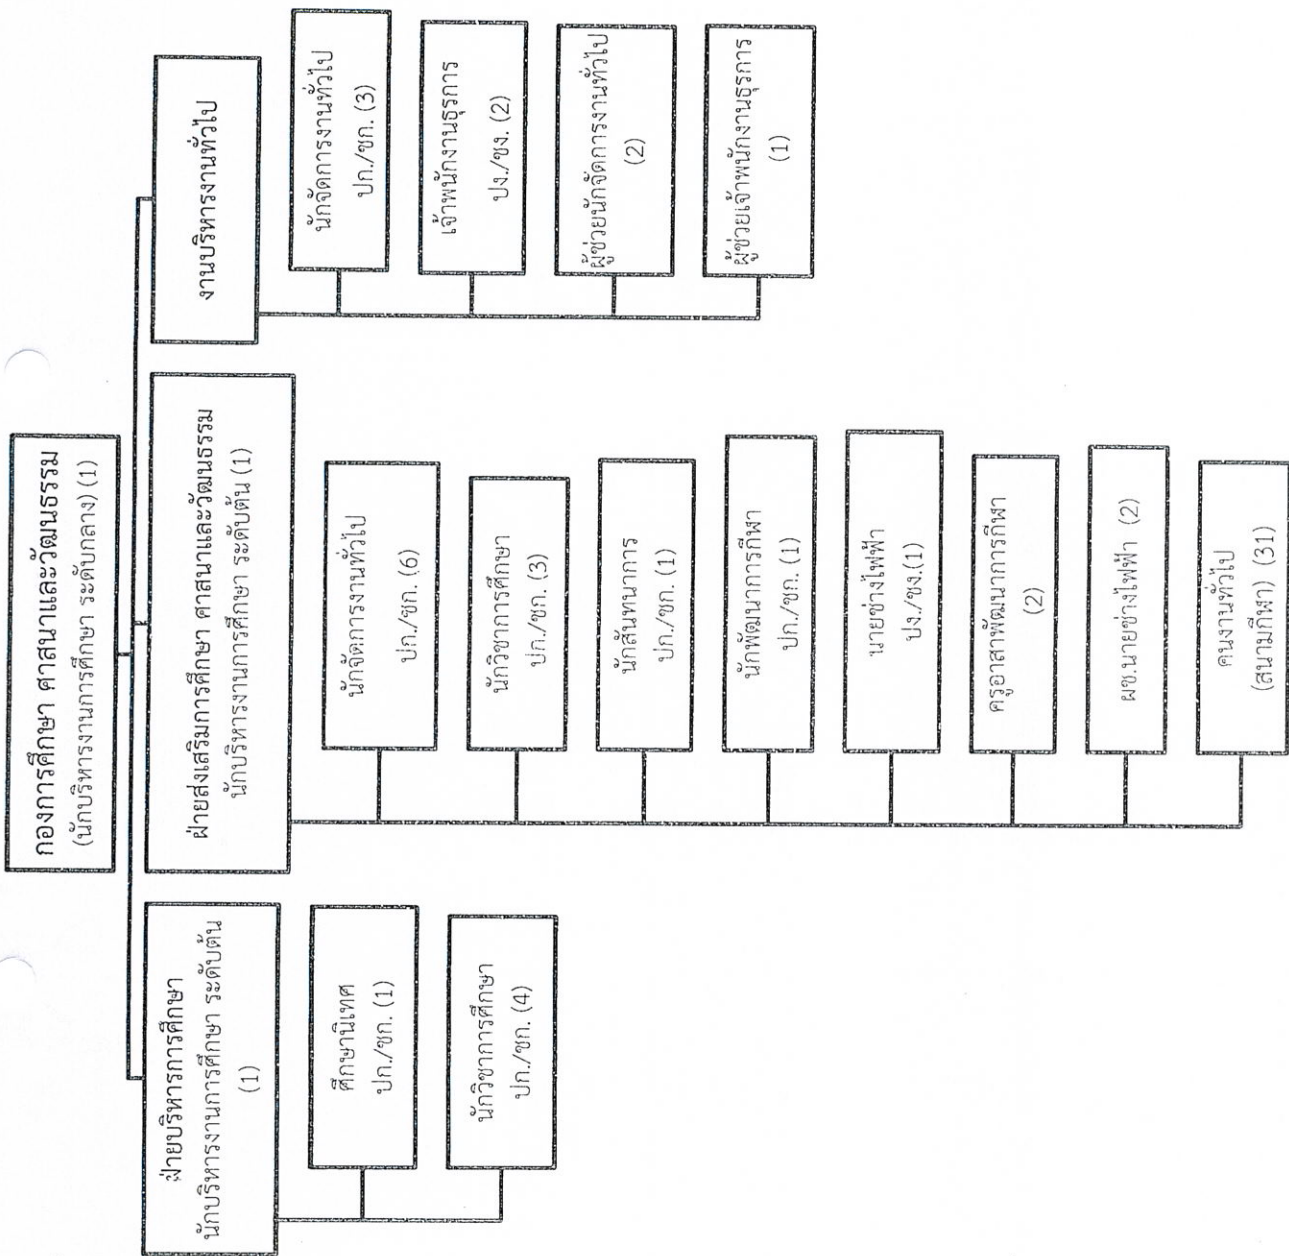 กองการศึกษา ศาสนาและวัฒนธรรม
(นักบริหารงานการศึกษา ระดับกลาง) (1)
ฝ่ายบริหารการศึกษา
นักบริหารงานการศึกษา ระดับต้น
(1)
ศึกษานิเทศ
ปก./ชก. (1)
นักวิชาการศึกษา
ปก./ชก. (4)
ฝ่ายส่งเสริมการศึกษา ศาสนาและวัฒนธรรม
นักบริหารงานการศึกษา ระดับต้น (1)
นักจัดการงานทั่วไป
ปก./ชก. (6)
นักวิชาการศึกษา
ปก./ชก. (3)
นักสันทนาการ
ปก./ชก. (1)
นักพัฒนาการกีฬา
ปก./ชก. (1)
นายช่างไฟฟ้า
ปง./ชง.(1)
ครูอาสาพัฒนาการกีฬา
(2)
ผช.นายช่างไฟฟ้า (2)
คนงานทั่วไป
(สนามกีฬา) (31)
งานบริหารงานทั่วไป
นักจัดการงานทั่วไป
ปก./ชก. (3)
เจ้าพนักงานธุรการ
ปง./ชง. (2)
ผู้ช่วยนักจัดการงานทั่วไป
(2)
ผู้ช่วยเจ้าพนักงานธุรการ
(1)